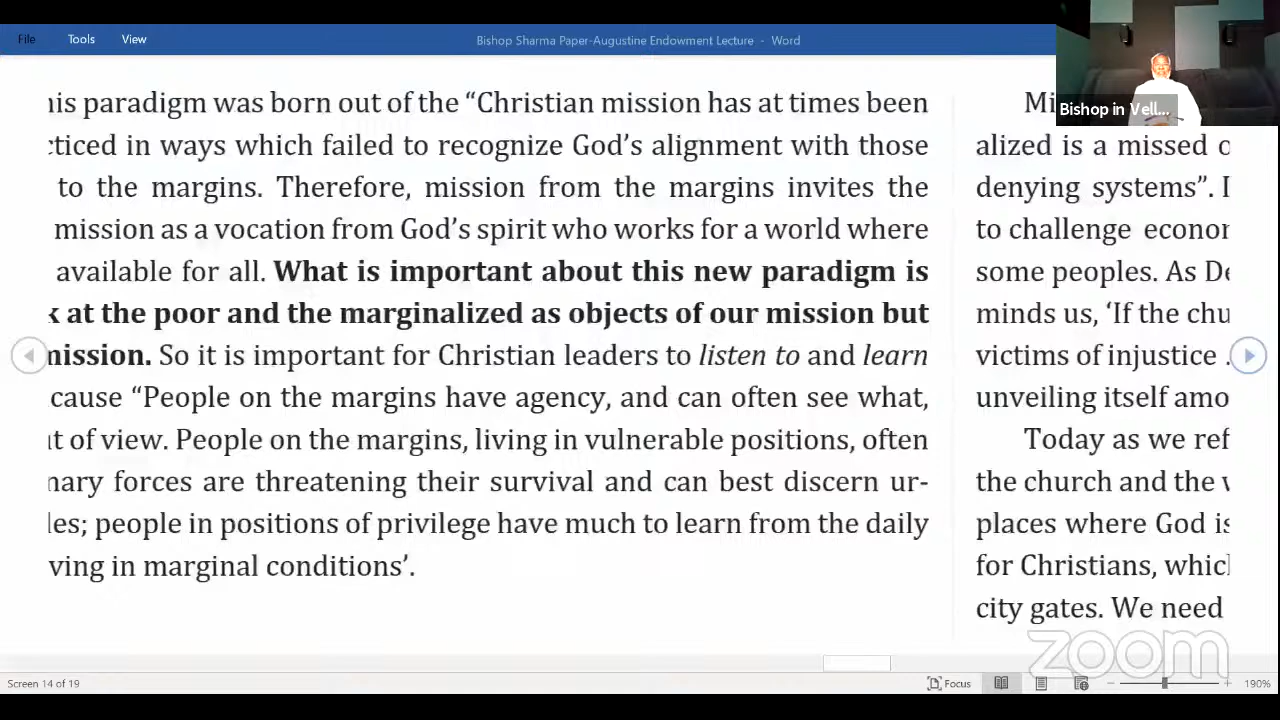 File Tools View Bishop Sharma Paper-Augustine Endowment Lecture - Word
Bishop in Vell...
his paradigm was born out of the “Christian mission has at times been
cticed in ways which failed to recognize God’s alignment with those
to the margins. Therefore, mission from the margins invites the
mission as a vocation from God’s spirit who works for a world where
available for all. What is important about this new paradigm is
k at the poor and the marginalized as objects of our mission but
mission. So it is important for Christian leaders to listen to and learn
cause “People on the margins have agency, and can often see what,
ut of view. People on the margins, living in vulnerable positions, often
nary forces are threatening their survival and can best discern ur-
les; people in positions of privilege have much to learn from the daily
ving in marginal conditions’.
Mi
alized is a missed o
denying systems”. I
to challenge econor
some peoples. As De
minds us, ‘If the chu
victims of injustice .
unveiling itself amo
Today as we ref
the church and the v
places where God is
for Christians, whicl
city gates. We need
zoom
Screen 14 of 19 Focus 190%